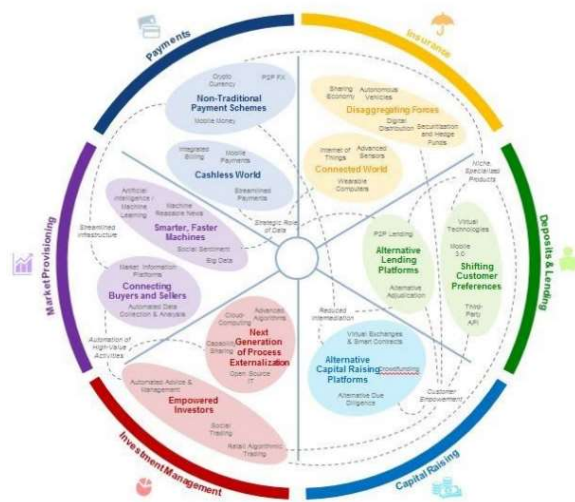 Payments
Insurance
Deposits & Lending
Capital Raising
Investment Management
Market Provisioning
Crypto
Currency
P2P FX
Non-Traditional
Payment Schemes
Mobile Money
Integrated
Billing
Mobile
Payments
Cashless World
Streamlined
Payments
Sharing
Economy
Autonomous
Vehicles
Disaggregating Forces
Digital
Distribution
Securitization
and Hedge
Funds
Internet of
Things
Advanced
Sensors
Connected World
Wearable
Computers
Niche,
Specialized
Products
Streamlined
Infrastructure
Artificial
Intelligence /
Machine
Learning
Machine
Readable News
Smarter, Faster
Machines
Social Sentiment
Big Data
Strategic Role
of Data
P2P Lending
Alternative
Lending
Platforms
Alternative
Adjudication
Virtual
Technologies
Mobile
3.0
Shifting
Customer
Preferences
Third-
Party
API
Market Information
Platforms
Connecting
Buyers and Sellers
Automated Data
Collection & Analysis
Automation of
High-Value
Activities
Cloud-
Computing
Advanced
Algorithms
Next
Generation
of Process
Externalization
Capability
Sharing
Open Source
IT
Reduced
Intermediation
Virtual Exchanges
& Smart Contracts
Alternative
Capital Raising
Platforms
Crowdfunding
Alternative Due
Diligence
Customer
Empowerment
Automated Advice &
Management
Empowered
Investors
Social
Trading
Retail Algorithmic
Trading